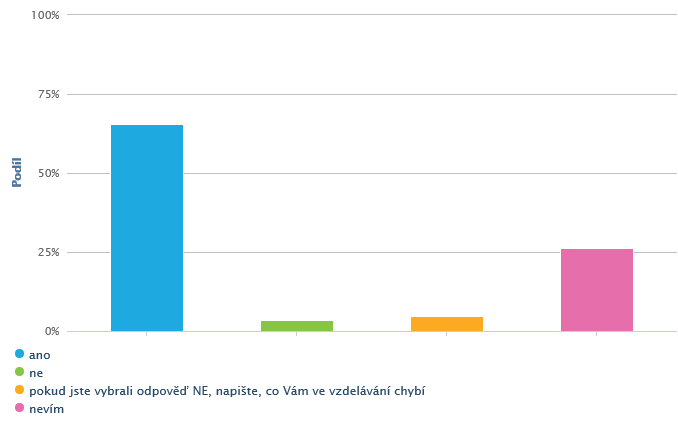 100%
75%
Podíl
50%
25%
0%
ano
ne
pokud jste vybrali odpověď NE, napište, co Vám ve vzdelávání chybí
nevím